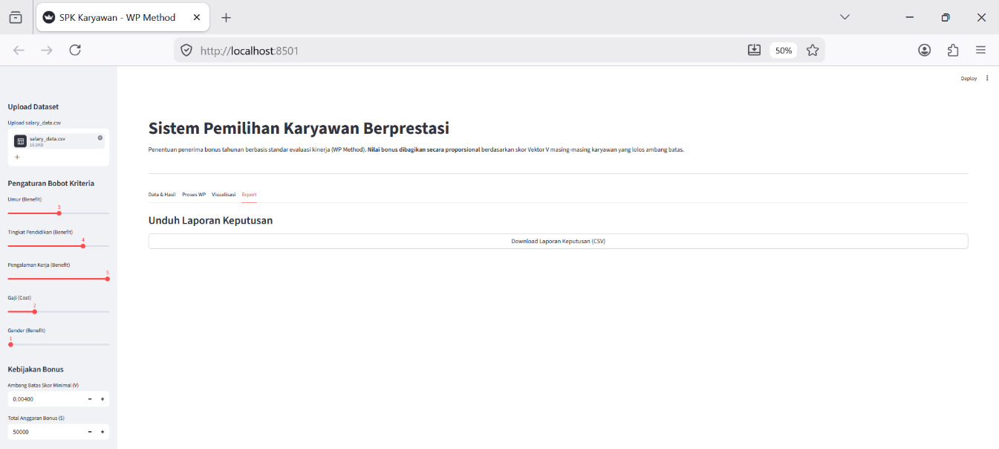 SPK Karyawan - WP Method
http://localhost:8501
50%
Deploy
Upload Dataset
Upload salary_data.csv
salary_data.csv
16.9KB
Pengaturan Bobot Kriteria
Umur (Benefit)
3
Tingkat Pendidikan (Benefit)
4
Pengalaman Kerja (Benefit)
5
Gaji (Cost)
2
Gender (Benefit)
1
Kebijakan Bonus
Ambang Batas Skor Minimal (V)
0.00400
Total Anggaran Bonus ($)
50000
Sistem Pemilihan Karyawan Berprestasi
Penentuan penerima bonus tahunan berbasis standar evaluasi kinerja (WP Method). Nilai bonus dibagikan secara proporsional berdasarkan skor Vektor V masing-masing karyawan yang lolos ambang batas.
Data & Hasil Proses WP Visualisasi Export
Unduh Laporan Keputusan
Download Laporan Keputusan (CSV)